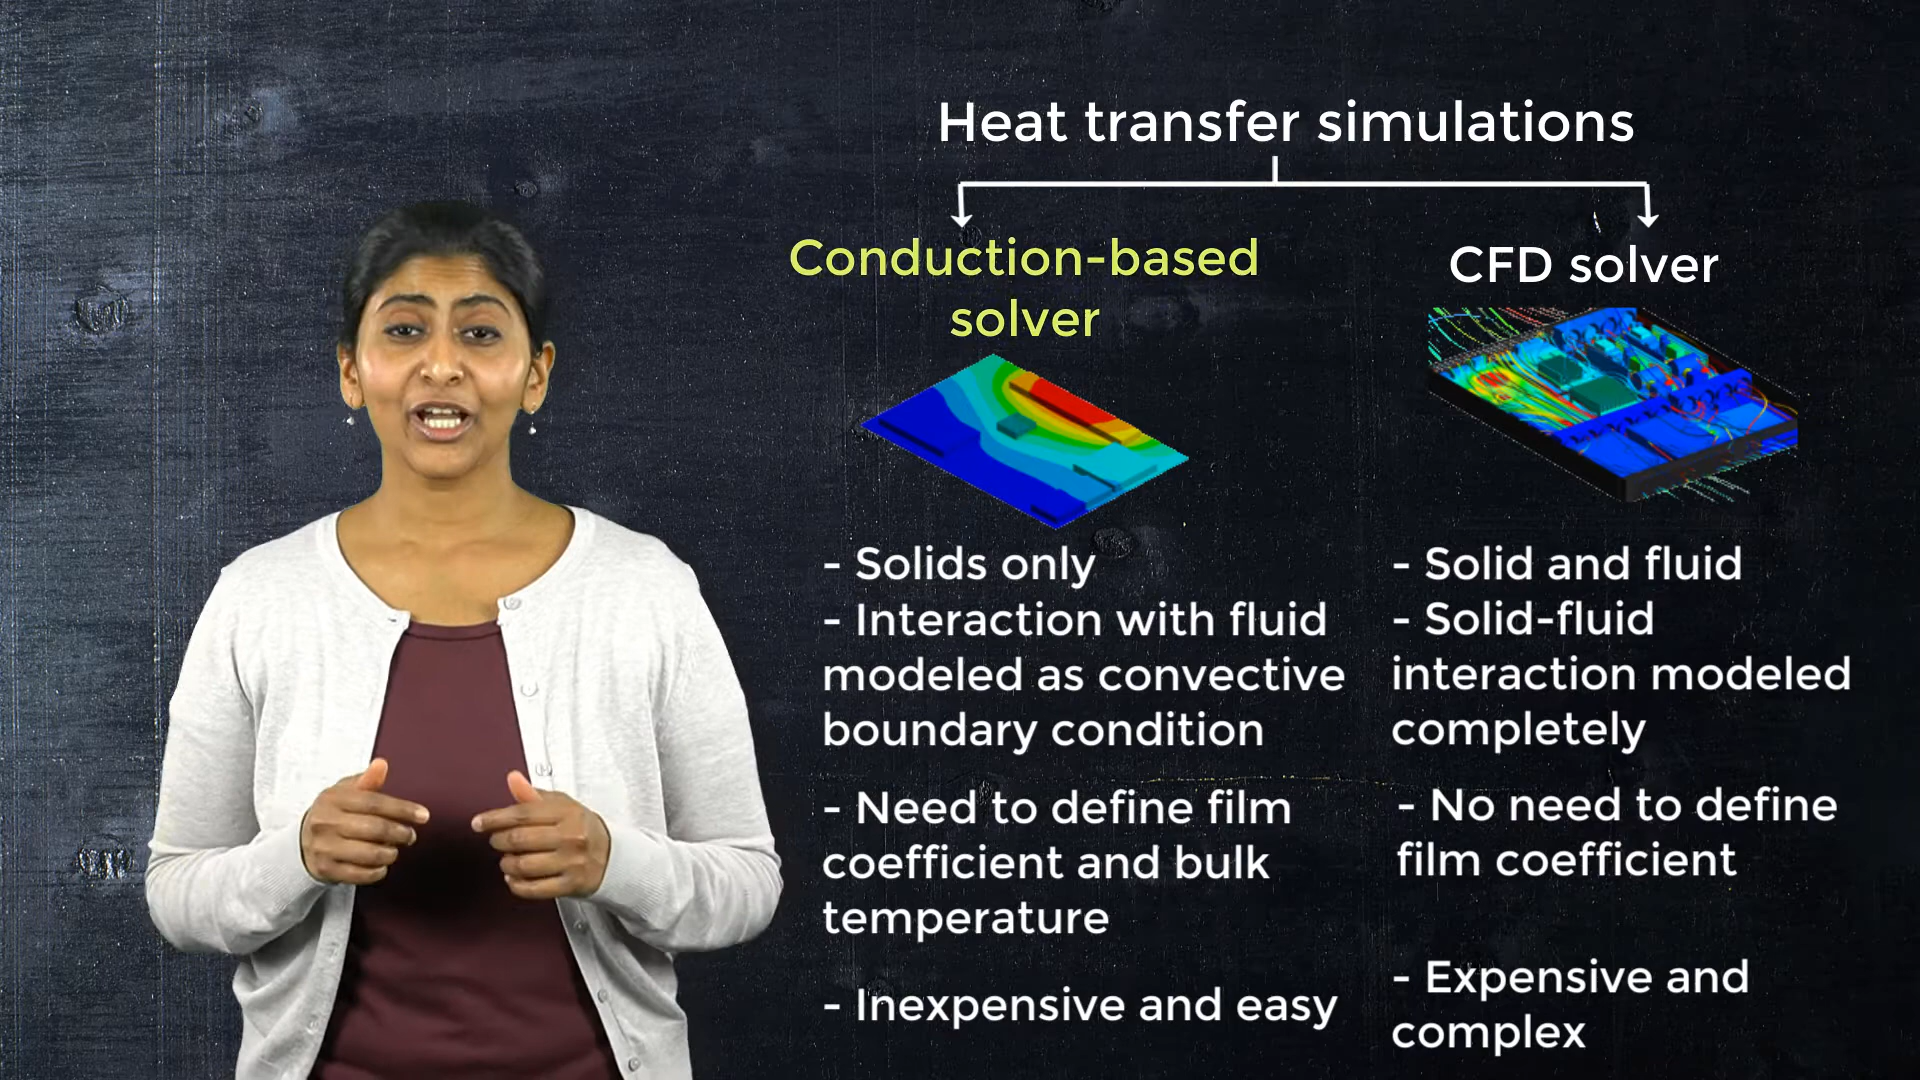 Heat transfer simulations
Conduction-based
solver
- Solids only
- Interaction with fluid
modeled as convective
boundary condition
- Need to define film
coefficient and bulk
temperature
- Inexpensive and easy
CFD solver
- Solid and fluid
- Solid-fluid
interaction modeled
completely
- No need to define
film coefficient
- Expensive and
complex